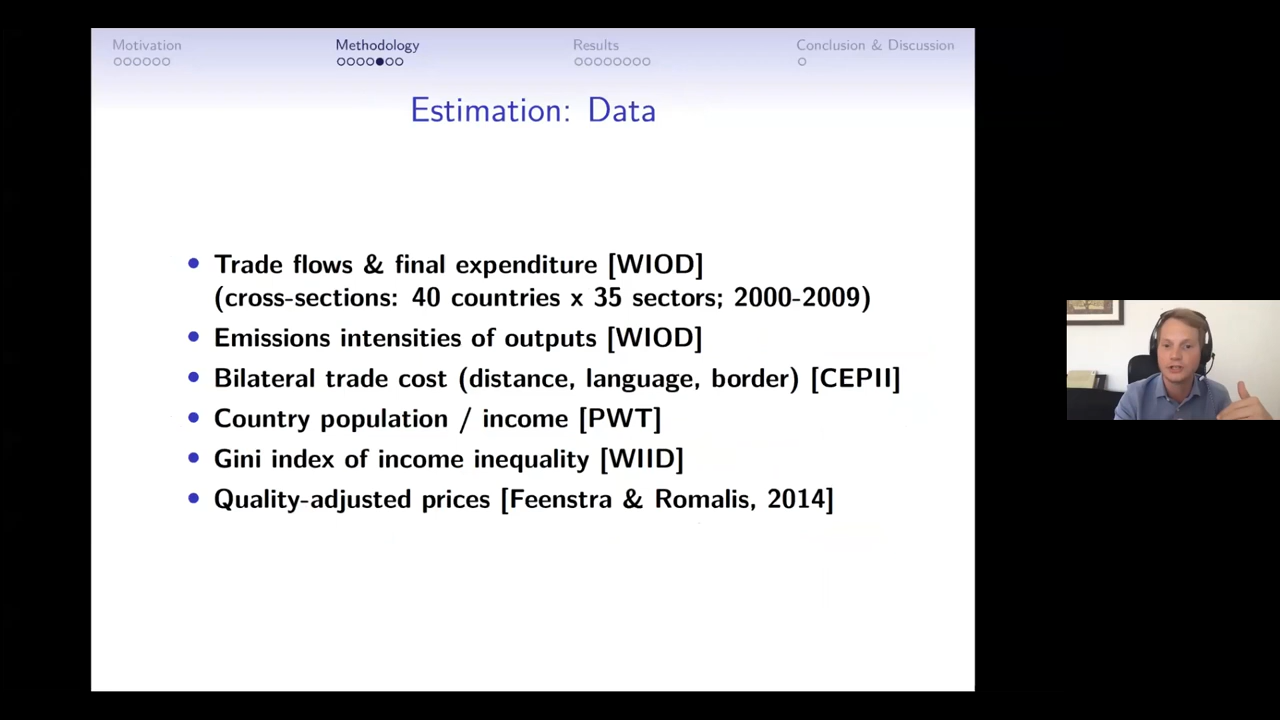 Motivation
Methodology
Results
Conclusion & Discussion
Estimation: Data
• Trade flows & final expenditure [WIOD]
(cross-sections: 40 countries x 35 sectors; 2000-2009)
• Emissions intensities of outputs [WIOD]
• Bilateral trade cost (distance, language, border) [CEPII]
• Country population / income [PWT]
• Gini index of income inequality [WIID]
• Quality-adjusted prices [Feenstra & Romalis, 2014]